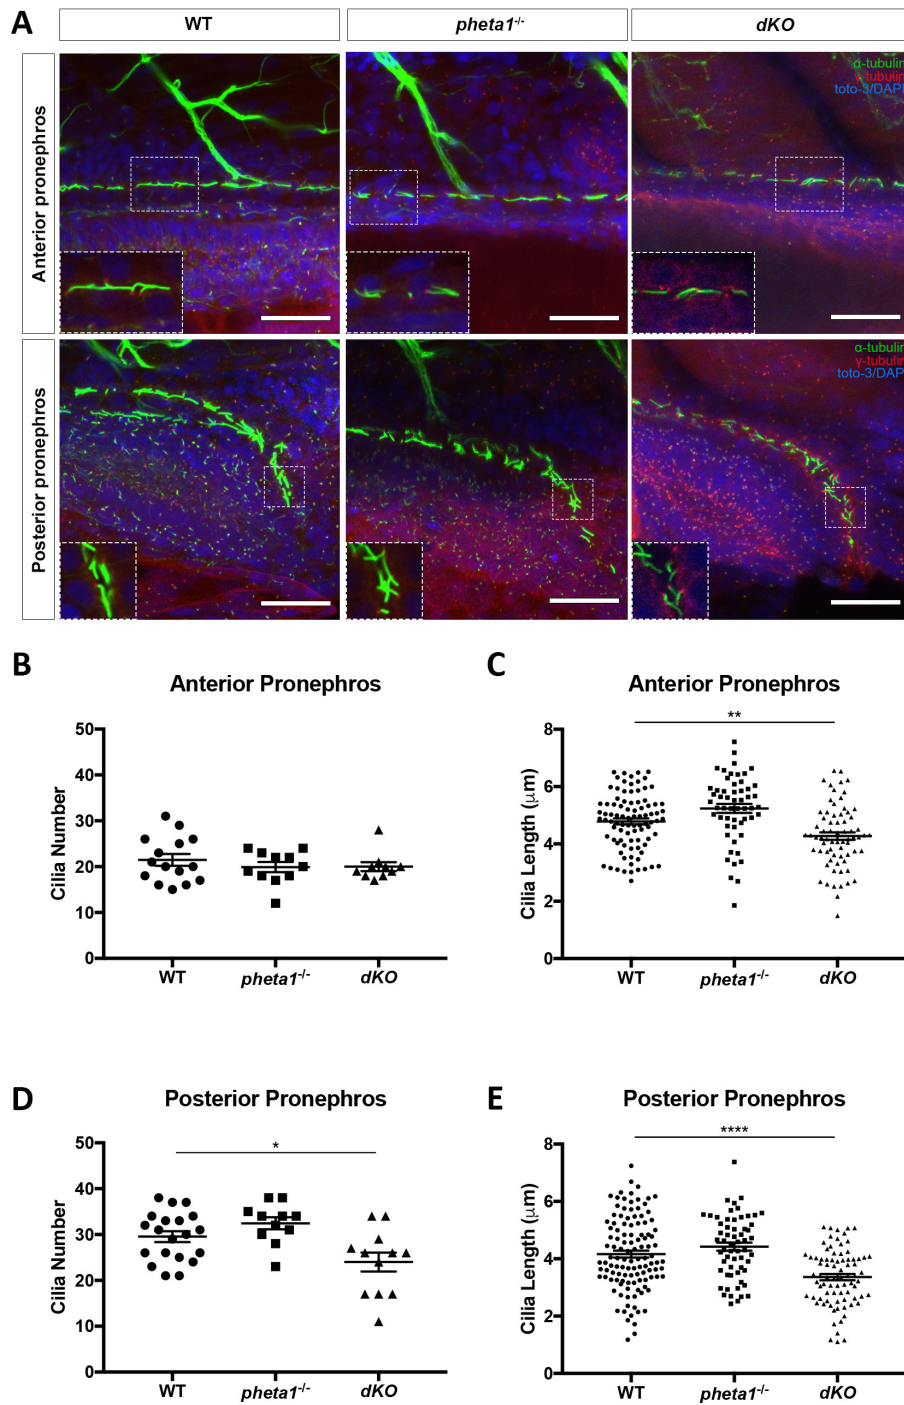 A
WT
pheta1-/-
dKO
Anterior pronephros
α-tubulin
γ-tubulin
toto-3/DAPI
Posterior pronephros
α-tubulin
γ-tubulin
toto-3/DAPI
B
Anterior Pronephros
Cilia Number
50
40
30
20
10
0
WT
pheta1-/-
dKO
C
Anterior Pronephros
**
Cilia Length (μm)
8
6
4
2
0
WT
pheta1-/-
dKO
D
Posterior Pronephros
*
Cilia Number
50
40
30
20
10
0
WT
pheta1-/-
dKO
E
Posterior Pronephros
****
Cilia Length (μm)
8
6
4
2
0
WT
pheta1-/-
dKO